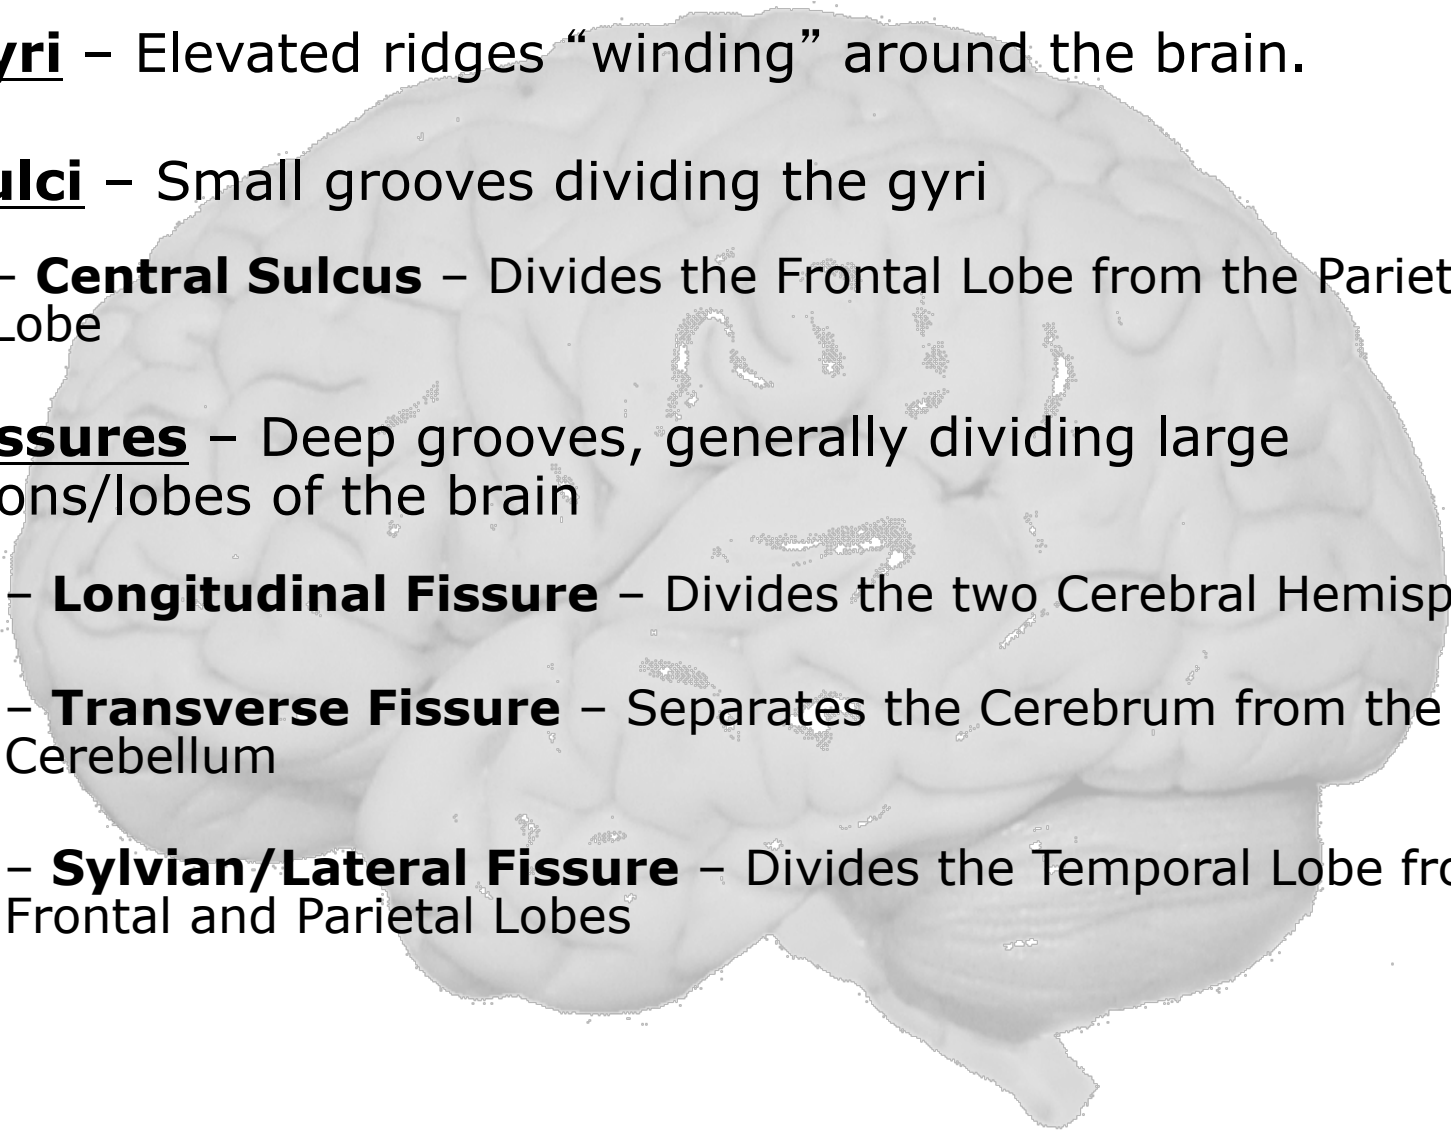 yri – Elevated ridges “winding” around the brain.
ulci – Small grooves dividing the gyri
– Central Sulcus – Divides the Frontal Lobe from the Pariet
Lobe
ssures – Deep grooves, generally dividing large
ons/lobes of the brain
– Longitudinal Fissure – Divides the two Cerebral Hemisp
– Transverse Fissure – Separates the Cerebrum from the
Cerebellum
– Sylvian/Lateral Fissure – Divides the Temporal Lobe fro
Frontal and Parietal Lobes